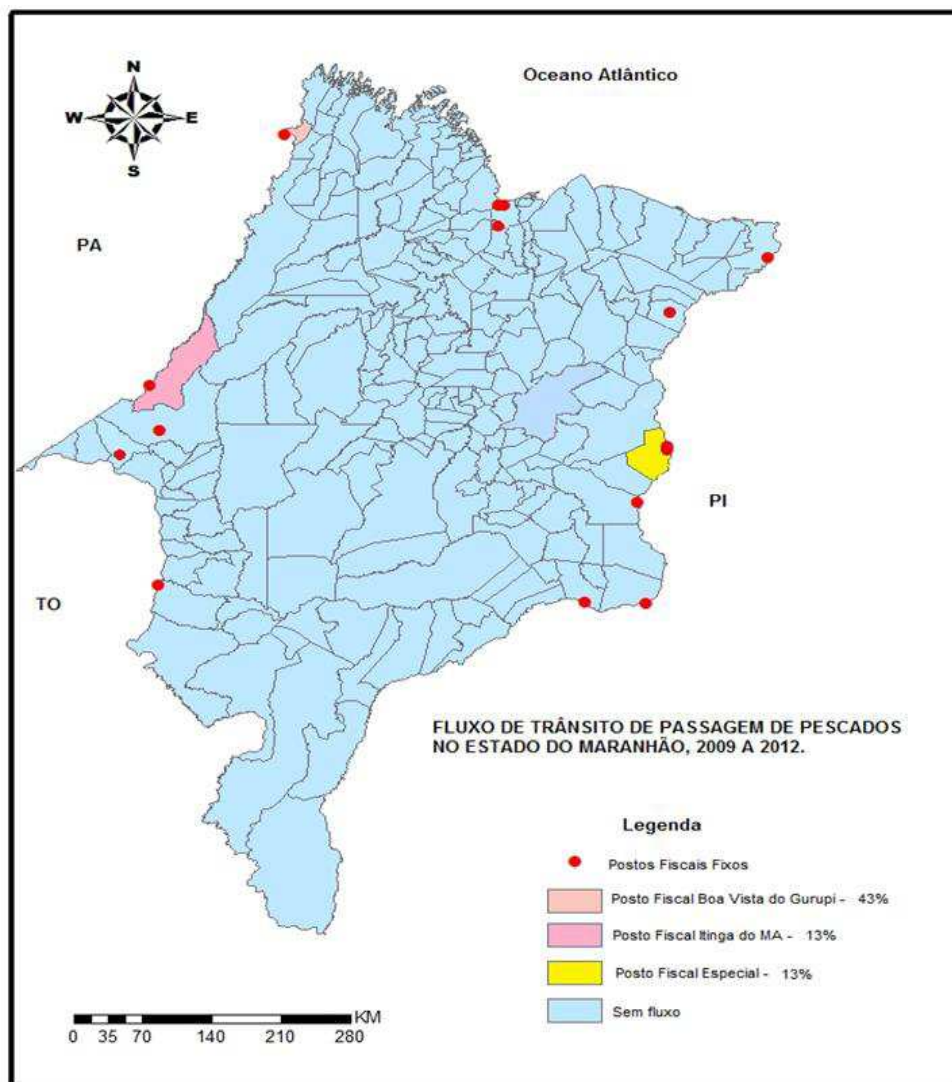 Oceano Atlântico
N
W E
S
PA
PI
TO
FLUXO DE TRÂNSITO DE PASSAGEM DE PESCADOS
NO ESTADO DO MARANHÃO, 2009 A 2012.
Legenda
Postos Fiscais Fixos
Posto Fiscal Boa Vista do Gurupi - 43%
Posto Fiscal Itinga do MA - 13%
Posto Fiscal Especial - 13%
Sem fluxo
KM
0 35 70 140 210 280